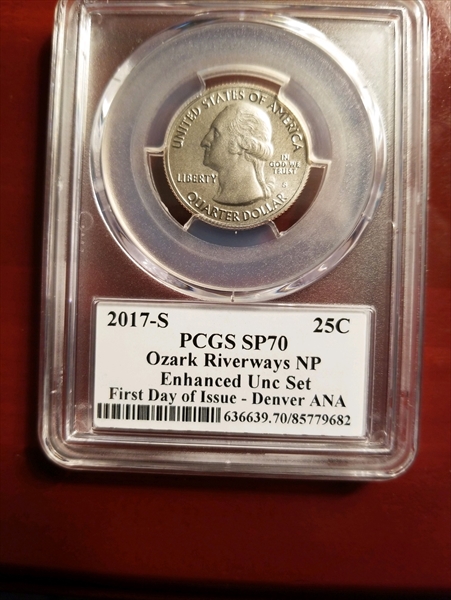 UNITED STATES OF AMERICA
IN
GOD WE
TRUST
LIBERTY
S
QUARTER DOLLAR
2017-S 25C
PCGS SP70
Ozark Riverways NP
Enhanced Unc Set
First Day of Issue - Denver ANA
636639.70/85779682